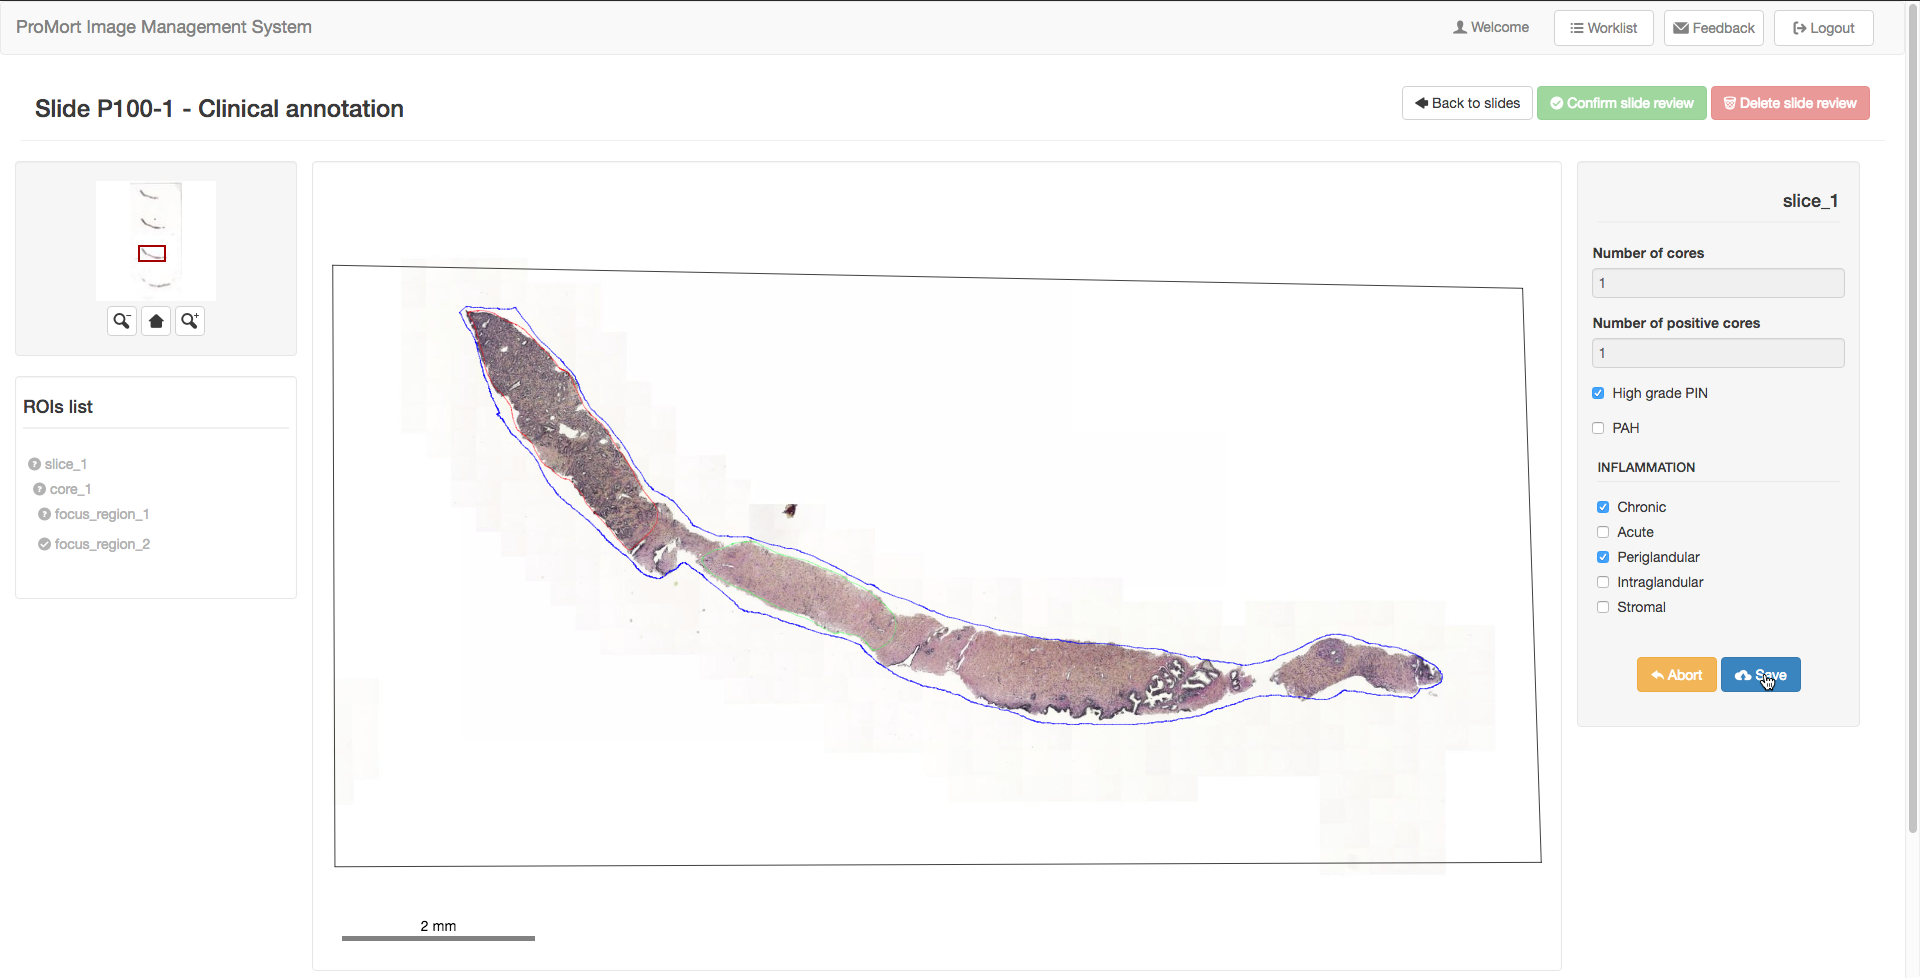 ProMort Image Management System
Welcome
Worklist
Feedback
Logout
Slide P100-1 - Clinical annotation
Back to slides
Confirm slide review
Delete slide review
ROIs list
slice_1
core_1
focus_region_1
focus_region_2
2 mm
slice_1
Number of cores
1
Number of positive cores
1
High grade PIN
PAH
INFLAMMATION
Chronic
Acute
Periglandular
Intraglandular
Stromal
Abort
Save